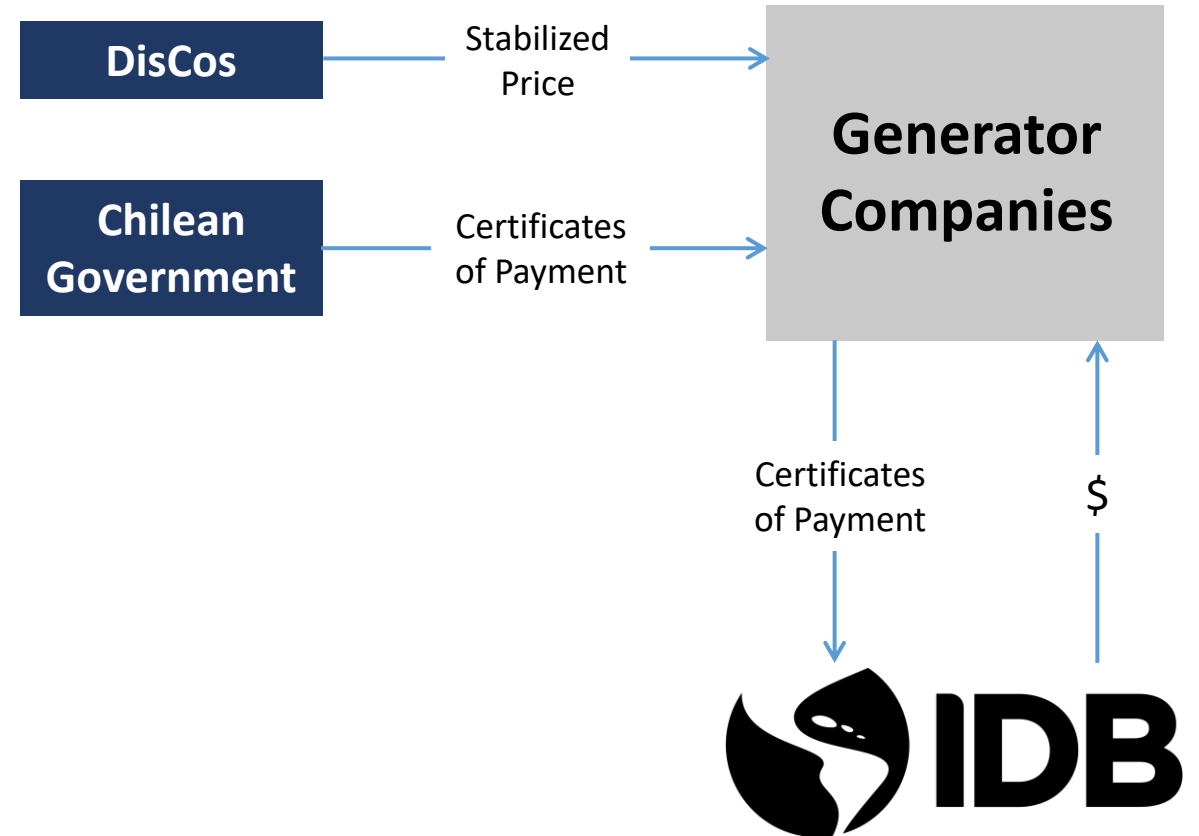 DisCos
Stabilized
Price
Generator
Companies
Chilean
Government
Certificates
of Payment
Certificates
of Payment
$
IDB